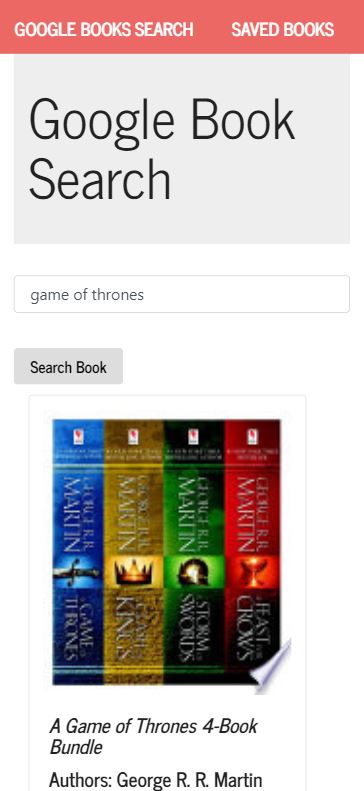 GOOGLE BOOKS SEARCH SAVED BOOKS
Google Book
Search
game of thrones
Search Book
GEORGE R. R.
MARTIN
A GAME OF
THRONES
GEORGE R. R.
MARTIN
A CLASH OF
KINGS
GEORGE R. R.
MARTIN
A STORM OF
SWORDS
GEORGE R. R.
MARTIN
A FEAST FOR
CROWS
A Game of Thrones 4-Book
Bundle
Authors: George R. R. Martin